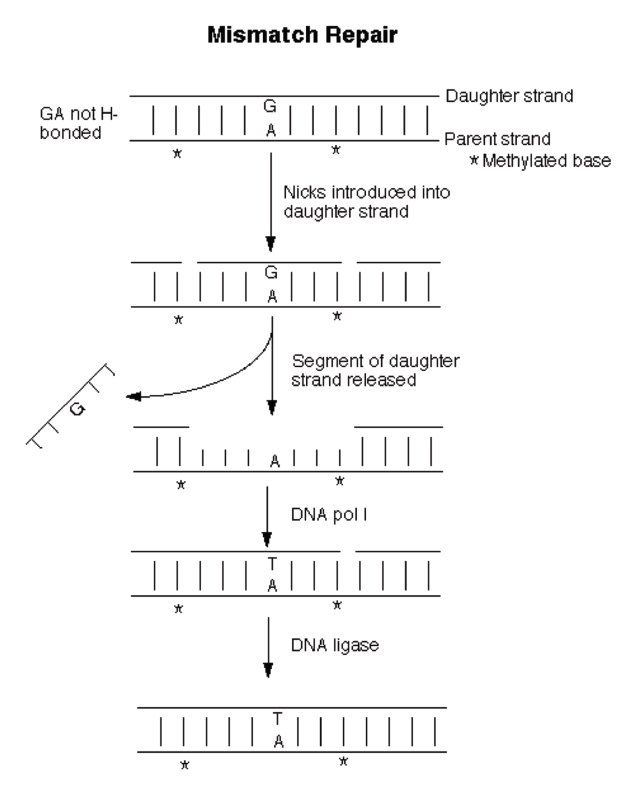 Mismatch Repair
Daughter strand
GA not H-
bonded
G
A
Parent strand
* *
* Methylated base
Nicks introduced into
daughter strand
G
A
* *
Segment of daughter
strand released
G
A
* *
DNA pol I
T
A
* *
DNA ligase
T
A
* *